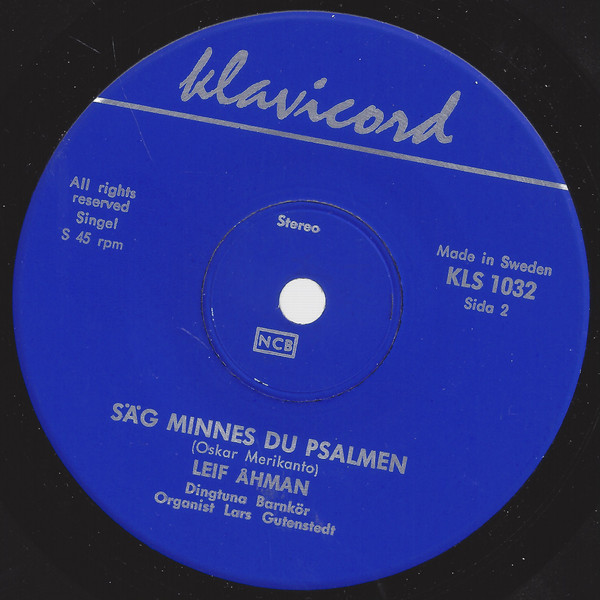 klavicord
All rights
reserved
Singel
S 45 rpm
Stereo
Made in Sweden
KLS 1032
Sida 2
NCB
SÄG MINNES DU PSALMEN
(Oskar Merikanto)
LEIF ÅHMAN
Dingtuna Barnkör
Organist Lars Gutenstedt